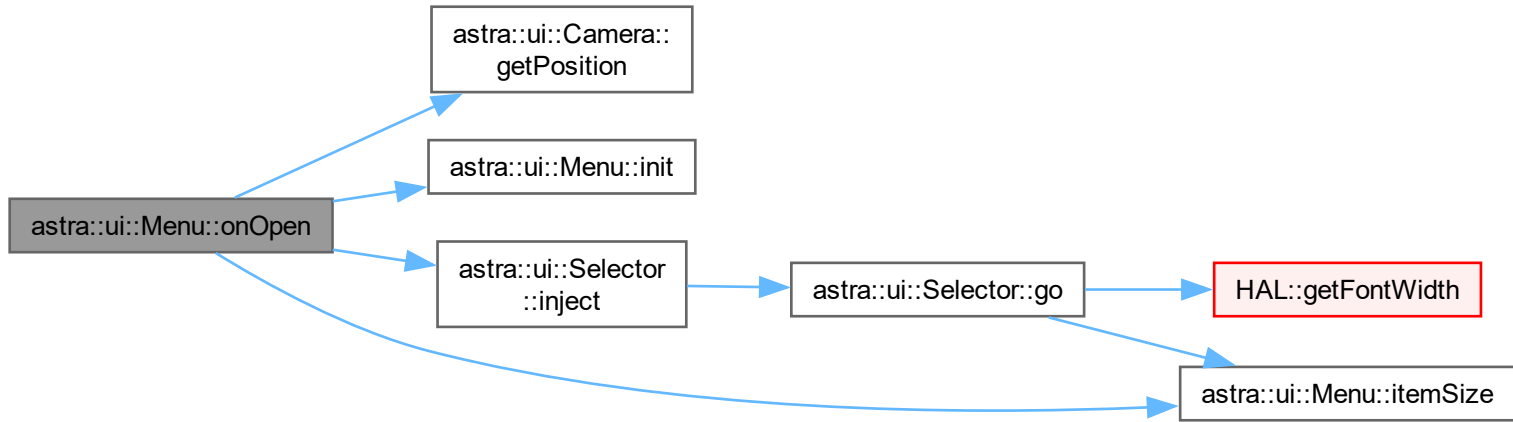 astra::ui::Camera::
getPosition
astra::ui::Menu::init
astra::ui::Menu::onOpen
astra::ui::Selector
::inject
astra::ui::Selector::go
HAL::getFontWidth
astra::ui::Menu::itemSize